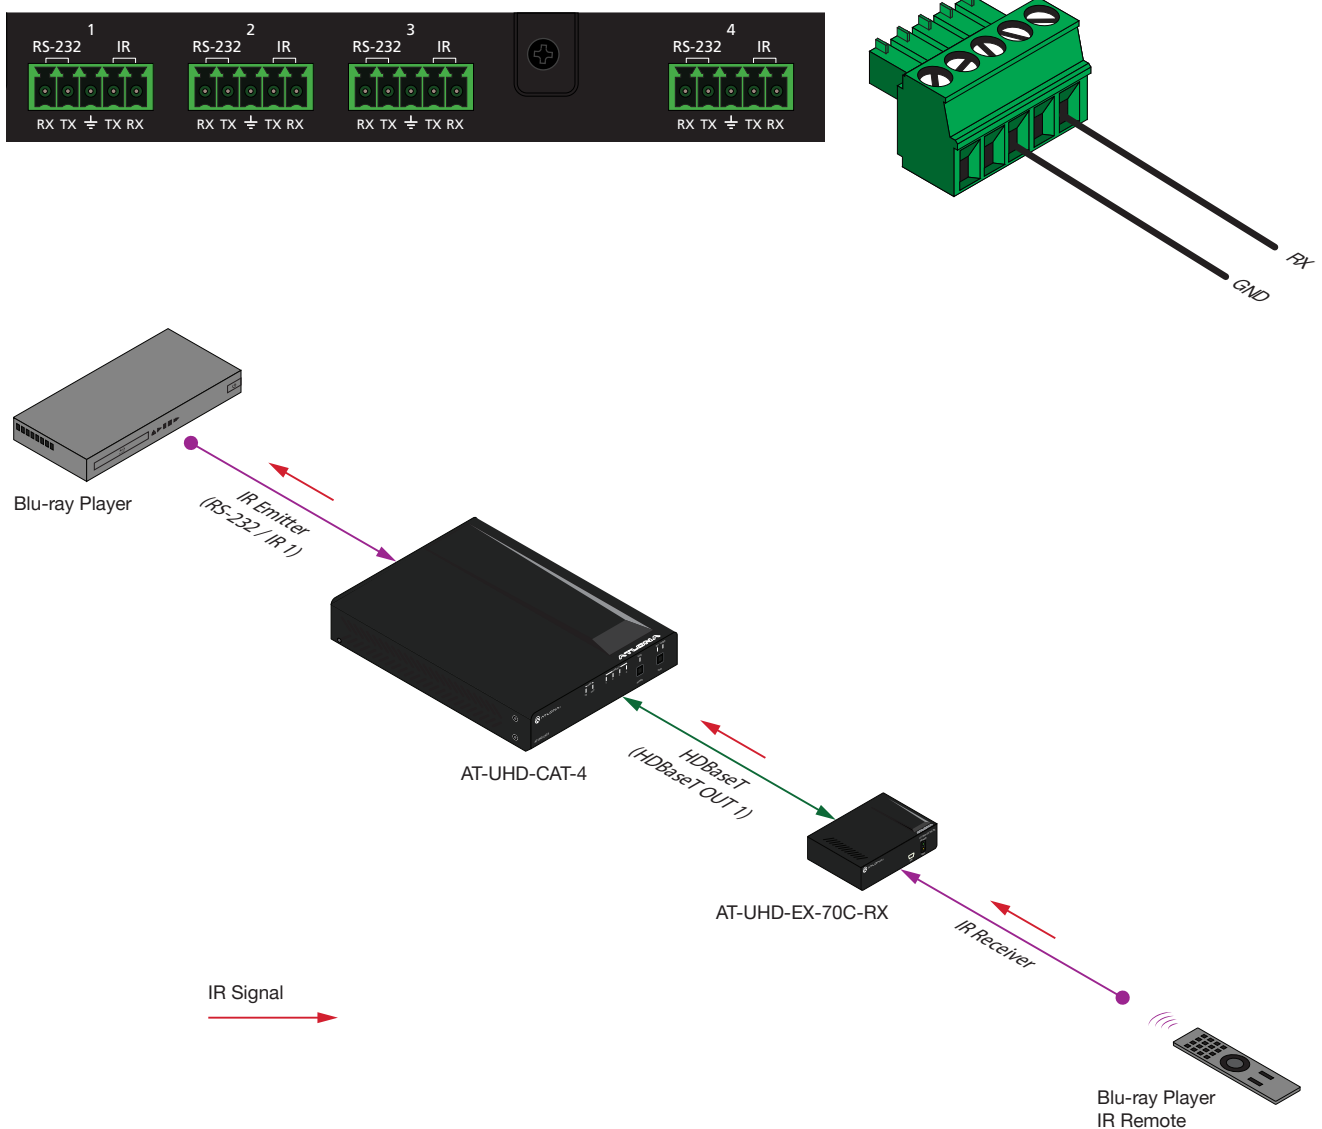 1
RS-232 IR
RX TX TX RX
2
RS-232 IR
RX TX TX RX
3
RS-232 IR
RX TX TX RX
4
RS-232 IR
RX TX TX RX
RX
GND
Blu-ray Player
IR Emitter
(RS-232 / IR 1)
ATLONA
AT-UHD-CAT-4
HDBaseT
(HDBaseT OUT 1)
AT-UHD-EX-70C-RX
IR Receiver
IR Signal
Blu-ray Player
IR Remote